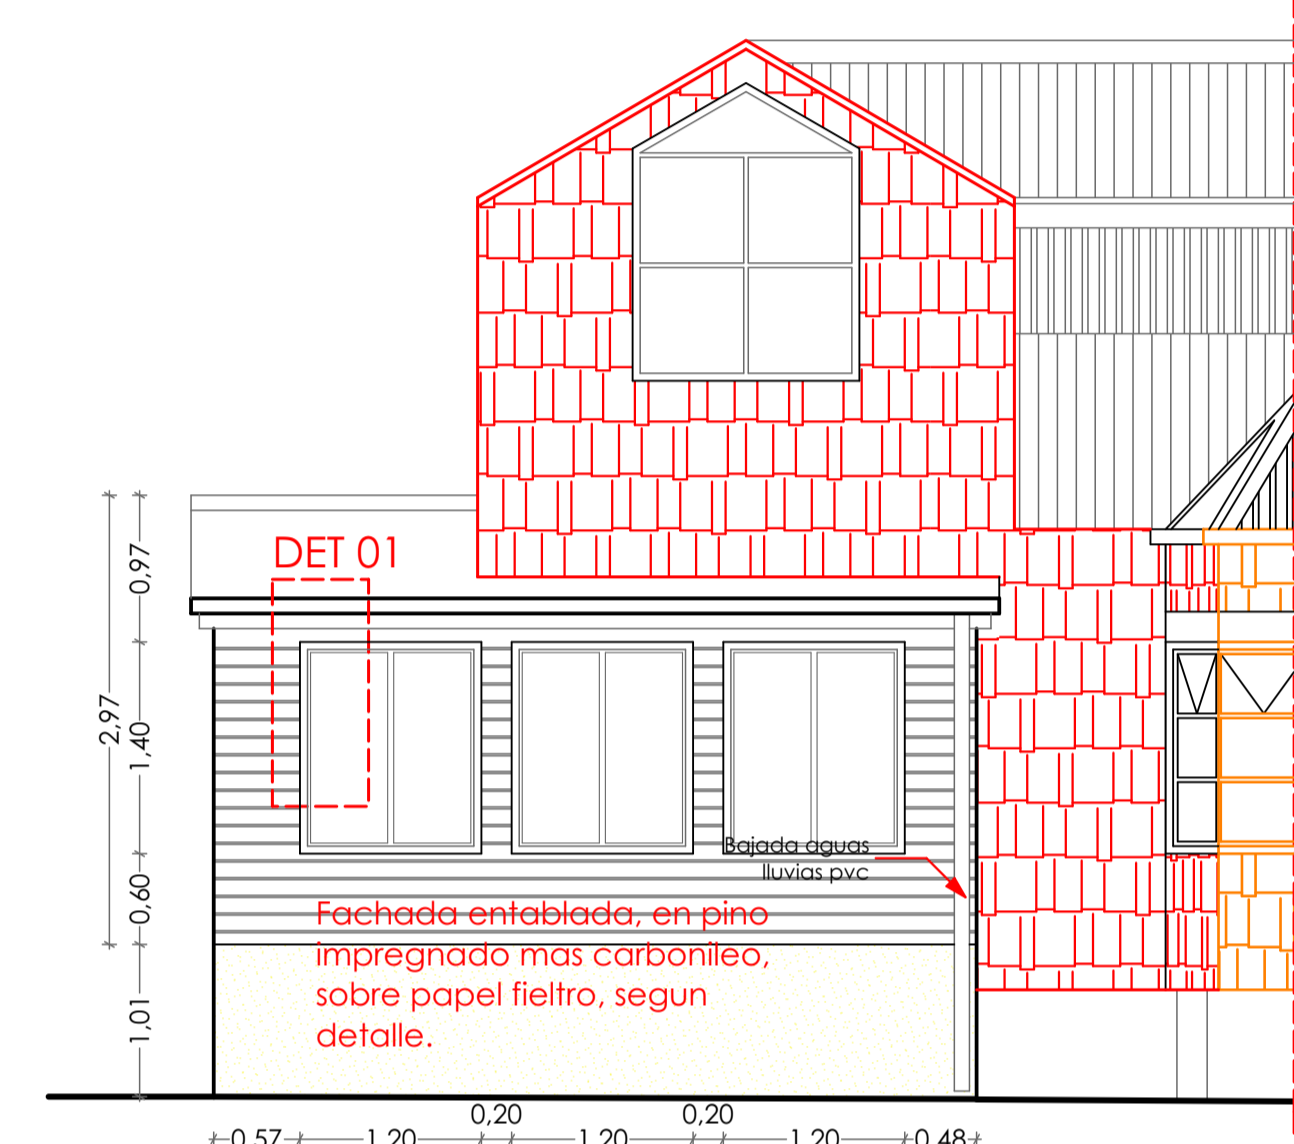 DET 01
0,97
2,97
1,40
0,60
1,01
Bajada aguas
lluvias pvc
Fachada entablada, en pino
impregnado mas carbonileo,
sobre papel fieltro, segun
detalle.
0,20
0,20
0,57
1,20
1,20
1,20
0,48